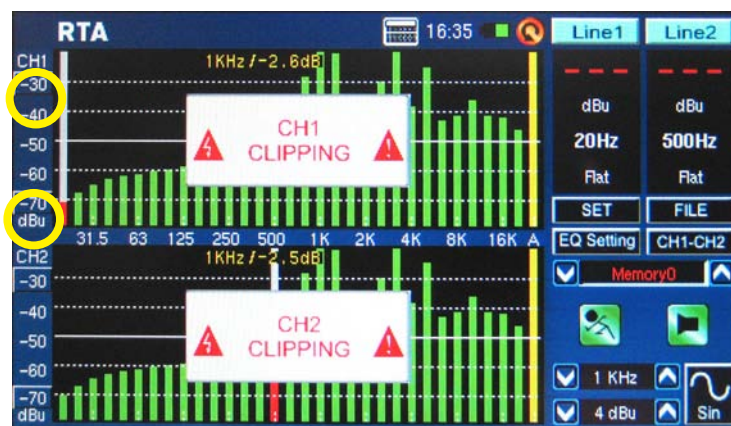 RTA 16:35 Line1 Line2
CH1 1KHz/-2.6dB
-30
-40
-50
-60
-70
dBu
CH1
CLIPPING
31.5 63 125 250 500 1K 2K 4K 8K 16K A
CH2 1KHz/-2.5dB
-30
-40
-50
-60
-70
dBu
CH2
CLIPPING
--- ---
dBu dBu
20Hz 500Hz
Flat Flat
SET FILE
EQ Setting CH1-CH2
Memory0
1 KHz
4 dBu Sin